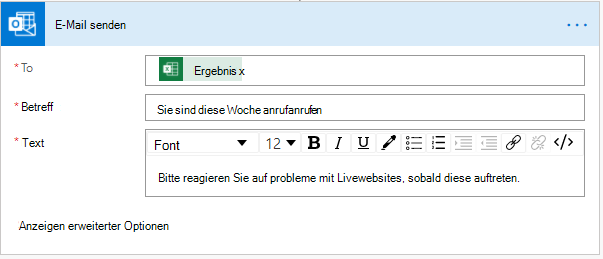 E-Mail senden
* To
Ergebnis x
* Betreff
Sie sind diese Woche anrufanrufen
* Text
Font 12 B I U </>
Bitte reagieren Sie auf probleme mit Livewebsites, sobald diese auftreten.
Anzeigen erweiterter Optionen